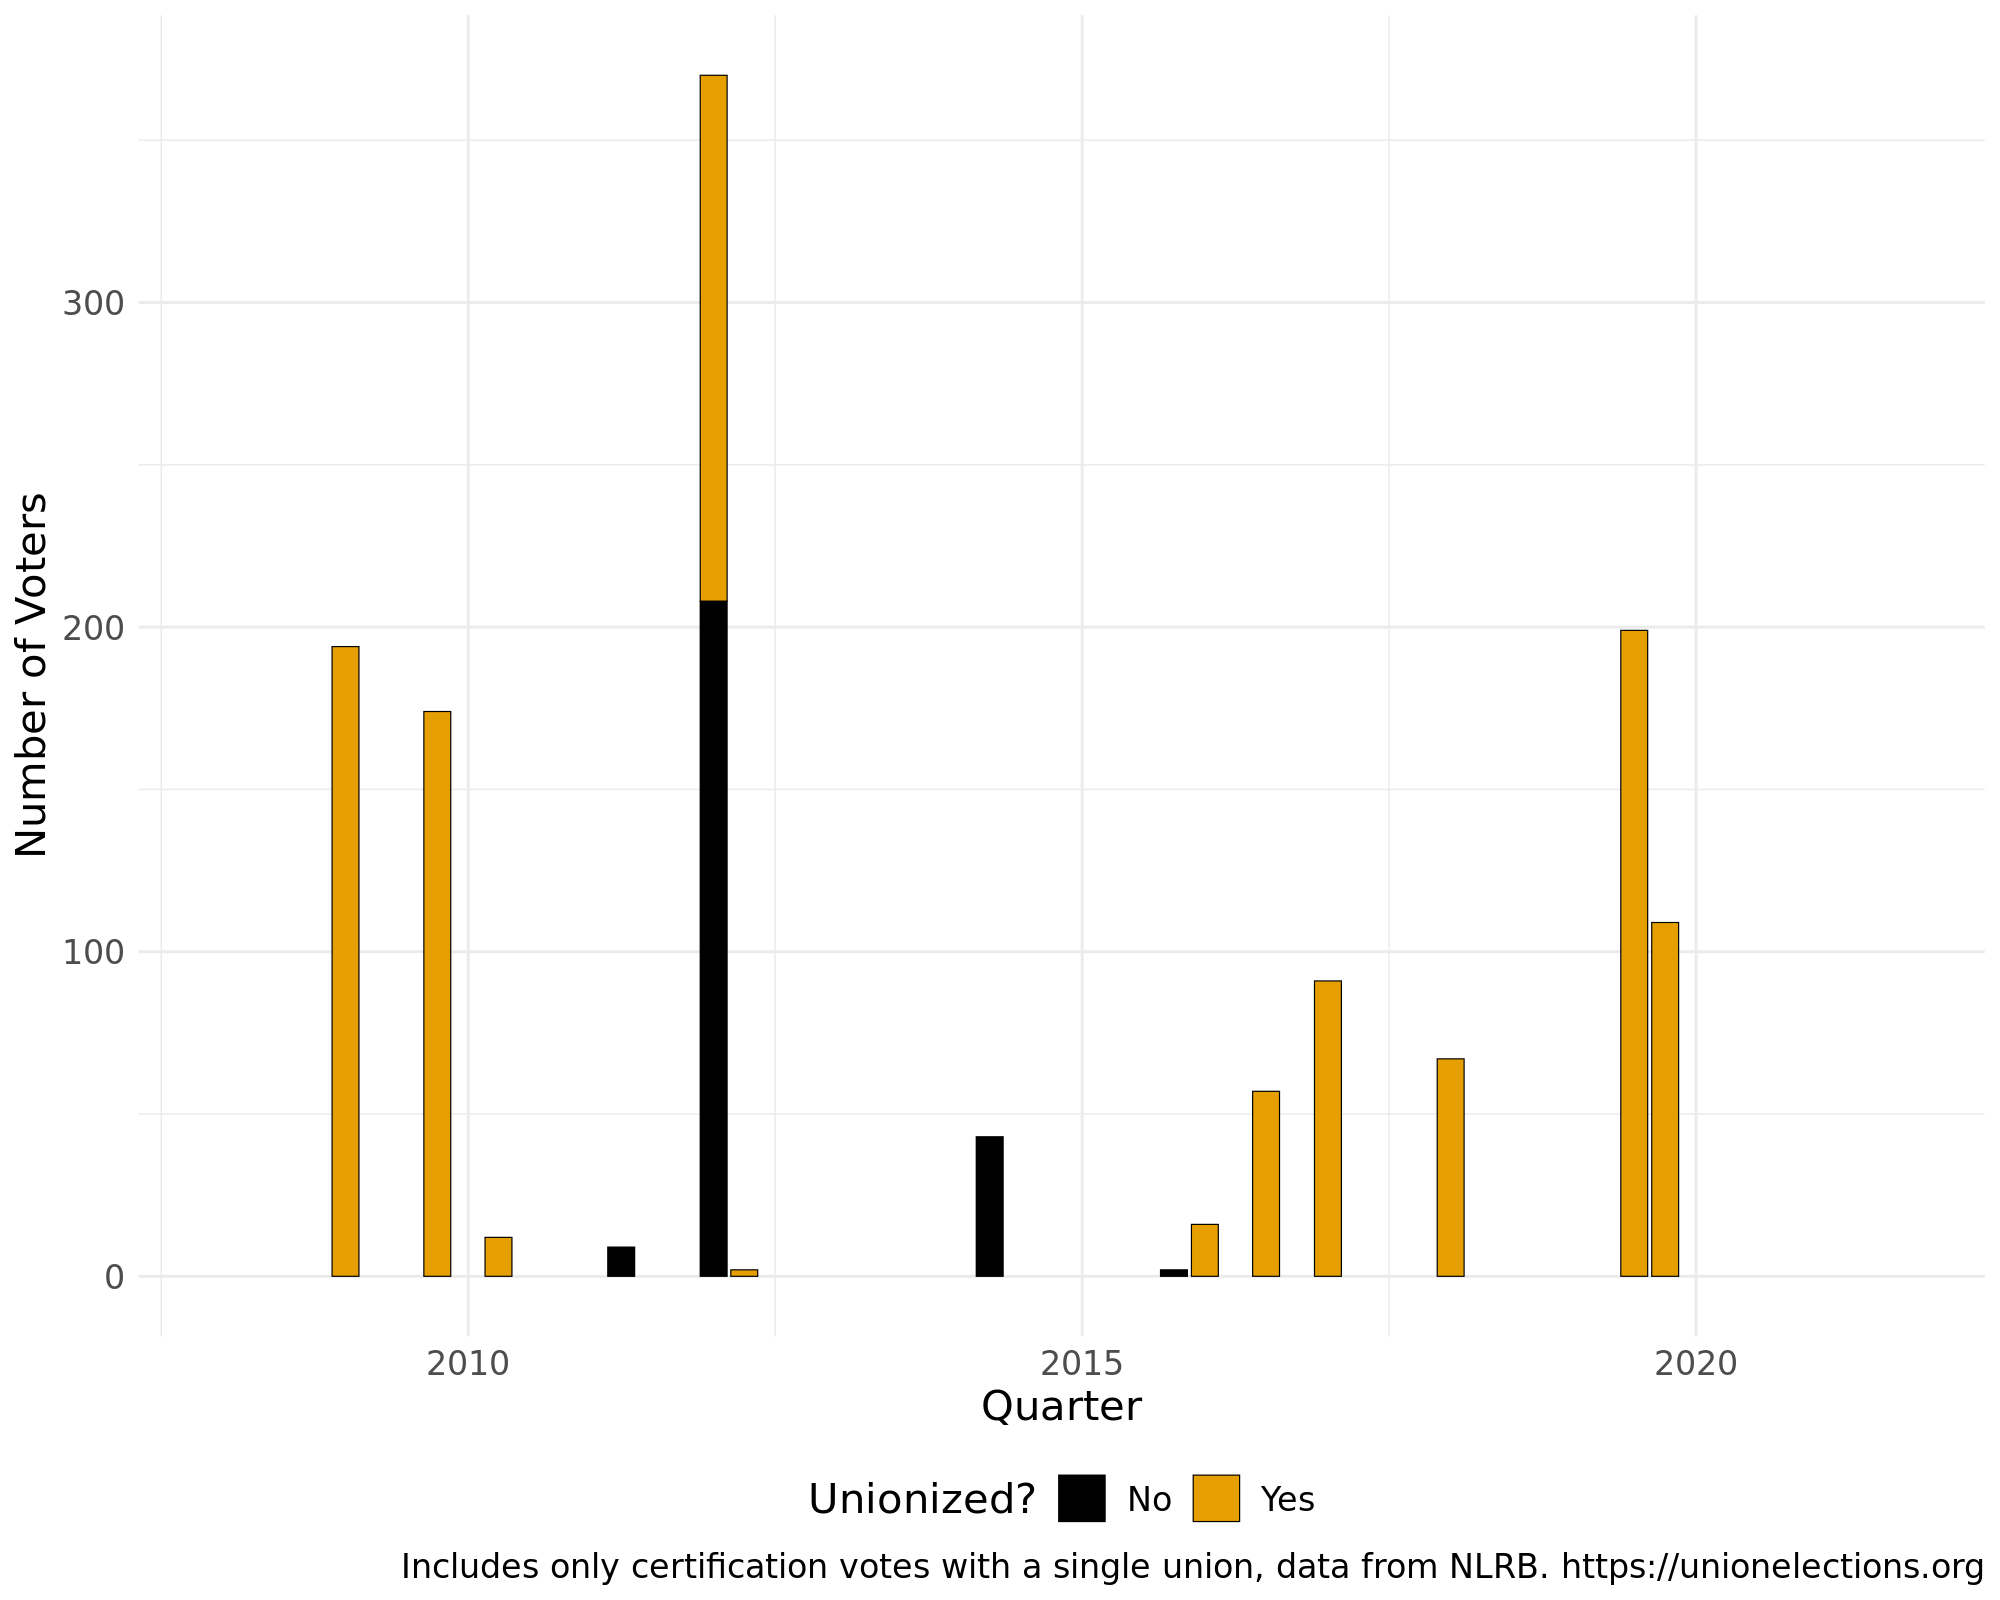 Number of Voters
300
200
100
0
2010 2015 2020
Quarter
Unionized? No Yes
Includes only certification votes with a single union, data from NLRB. https://unionelections.org